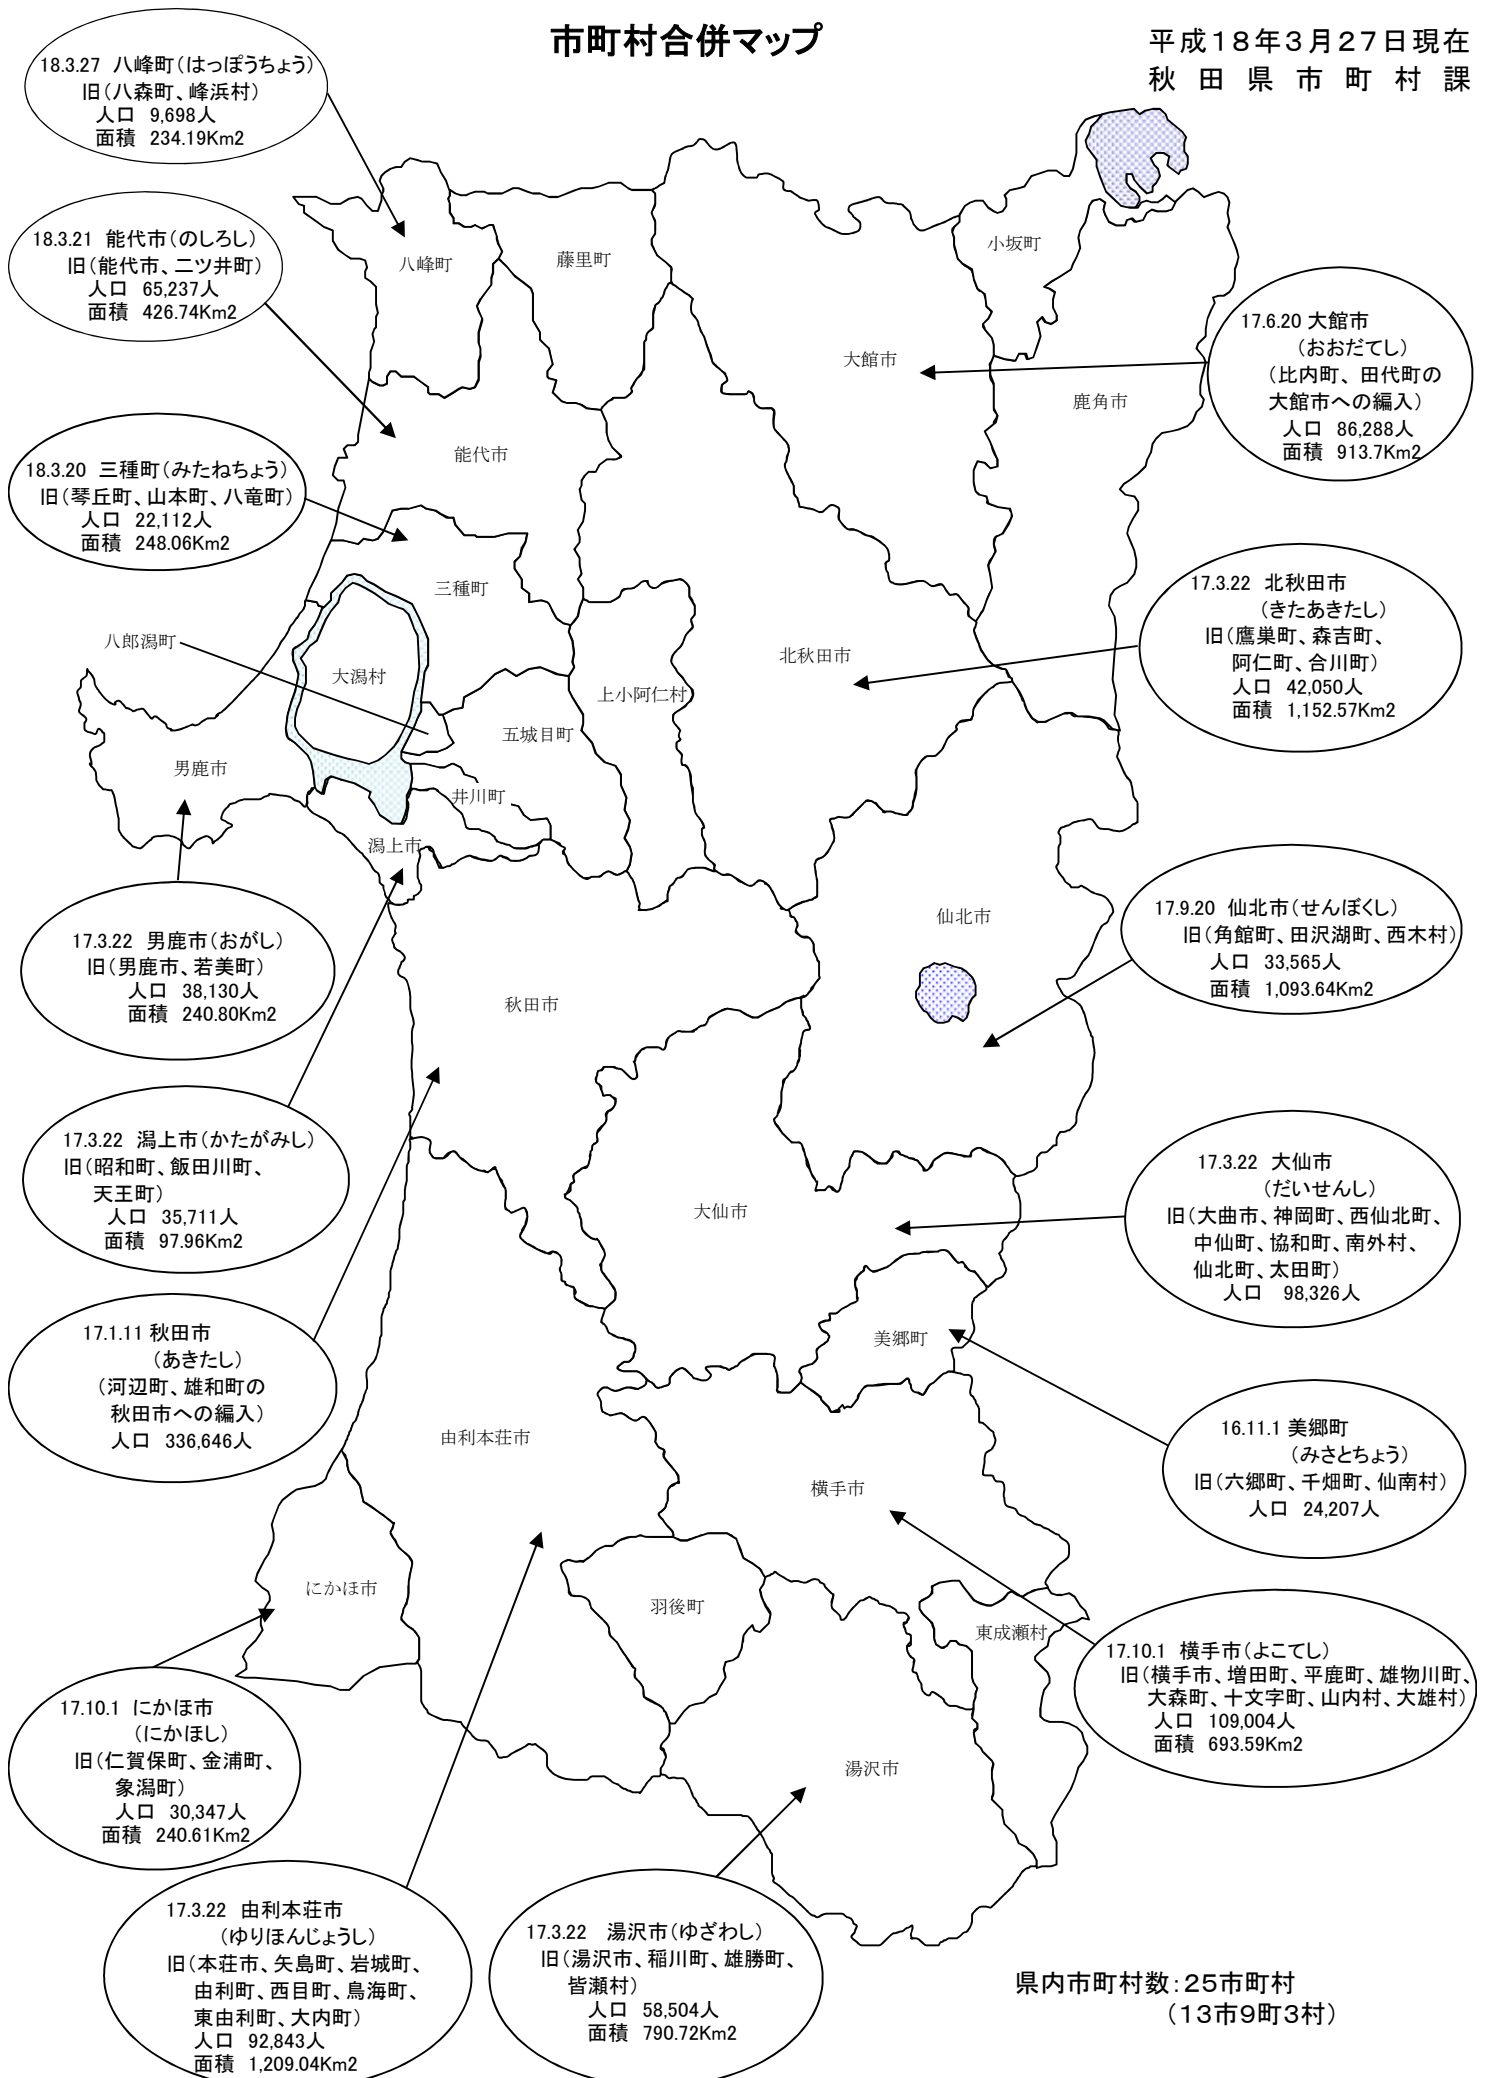 市町村合併マップ
平成18年3月27日現在
秋田県市町村課
18.3.27 八峰町(はっぽうちょう)
旧(八森町、峰浜村)
人口 9,698人
面積 234.19Km2
18.3.21 能代市(のしろし)
旧(能代市、二ツ井町)
人口 65,237人
面積 426.74Km2
18.3.20 三種町(みたねちょう)
旧(琴丘町、山本町、八竜町)
人口 22,112人
面積 248.06Km2
八郎潟町
17.3.22 男鹿市(おがし)
旧(男鹿市、若美町)
人口 38,130人
面積 240.80Km2
17.3.22 潟上市(かたがみし)
旧(昭和町、飯田川町、
天王町)
人口 35,711人
面積 97.96Km2
17.1.11 秋田市
(あきたし)
(河辺町、雄和町の
秋田市への編入)
人口 336,646人
17.10.1 にかほ市
(にかほし)
旧(仁賀保町、金浦町、
象潟町)
人口 30,347人
面積 240.61Km2
17.3.22 由利本荘市
(ゆりほんじょうし)
旧(本荘市、矢島町、岩城町、
由利町、西目町、鳥海町、
東由利町、大内町)
人口 92,843人
面積 1,209.04Km2
17.3.22 湯沢市(ゆざわし)
旧(湯沢市、稲川町、雄勝町、
皆瀬村)
人口 58,504人
面積 790.72Km2
八峰町
藤里町
小坂町
大館市
鹿角市
能代市
三種町
大潟村
北秋田市
上小阿仁村
五城目町
男鹿市
井川町
潟上市
仙北市
秋田市
大仙市
美郷町
由利本荘市
横手市
にかほ市
羽後町
東成瀬村
湯沢市
17.6.20 大館市
(おおだてし)
(比内町、田代町の
大館市への編入)
人口 86,288人
面積 913.7Km2
17.3.22 北秋田市
(きたあきたし)
旧(鷹巣町、森吉町、
阿仁町、合川町)
人口 42,050人
面積 1,152.57Km2
17.9.20 仙北市(せんぼくし)
旧(角館町、田沢湖町、西木村)
人口 33,565人
面積 1,093.64Km2
17.3.22 大仙市
(だいせんし)
旧(大曲市、神岡町、西仙北町、
中仙町、協和町、南外村、
仙北町、太田町)
人口 98,326人
16.11.1 美郷町
(みさとちょう)
旧(六郷町、千畑町、仙南村)
人口 24,207人
17.10.1 横手市(よこてし)
旧(横手市、増田町、平鹿町、雄物川町、
大森町、十文字町、山内村、大雄村)
人口 109,004人
面積 693.59Km2
県内市町村数:25市町村
(13市9町3村)